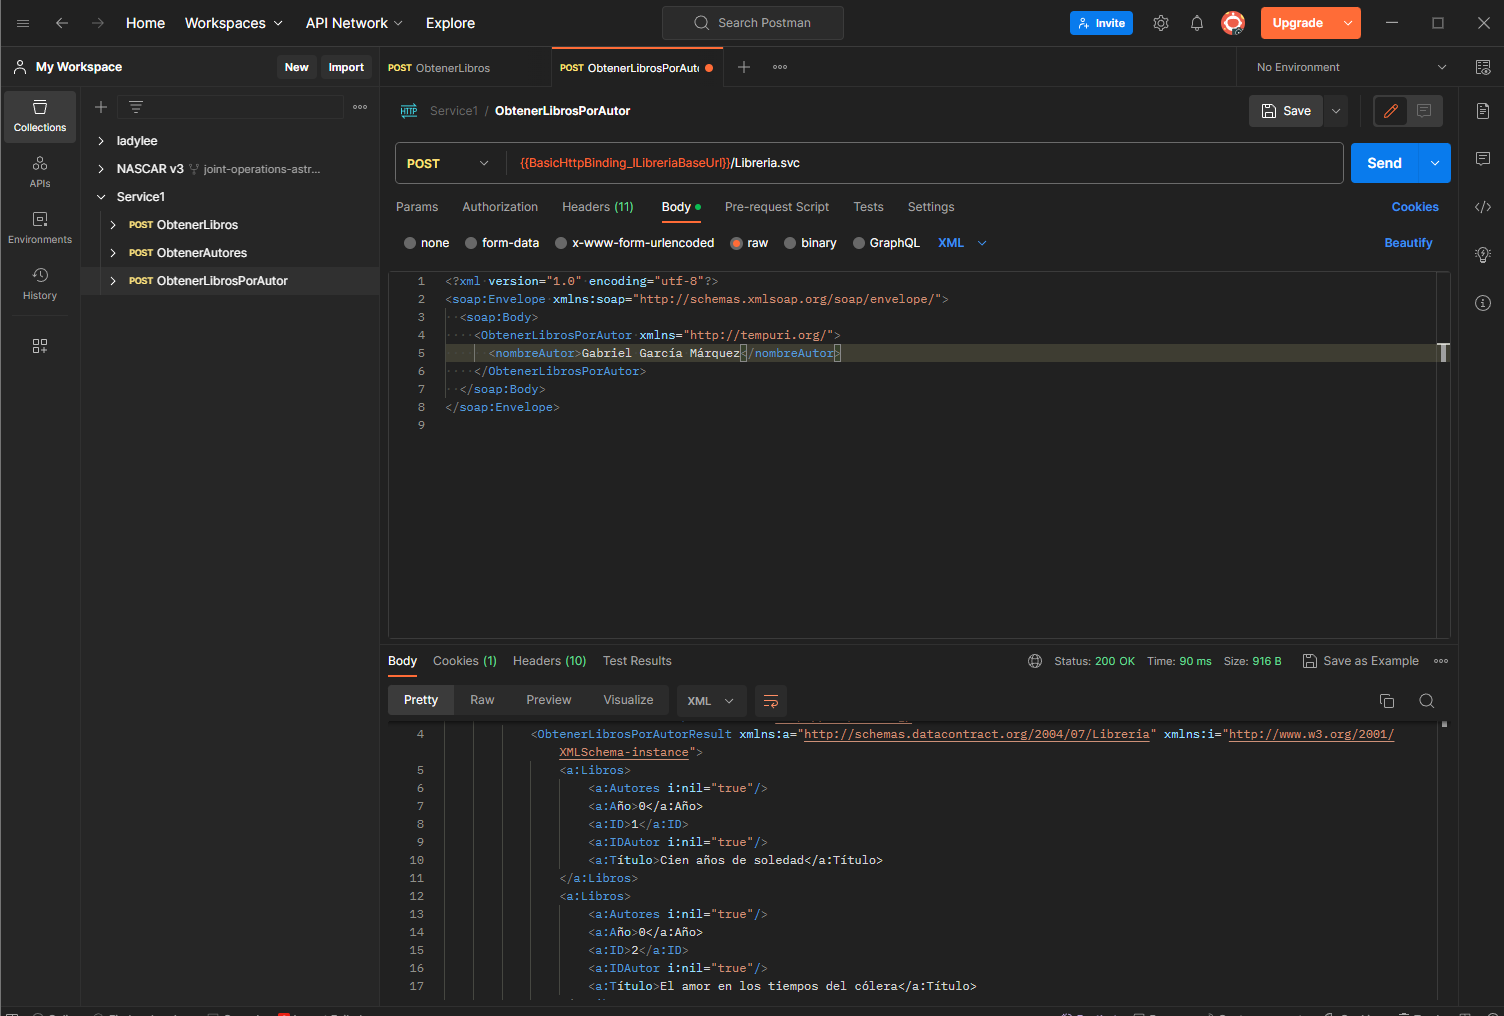 Home Workspaces API Network Explore Search Postman Invite Upgrade
My Workspace New Import POST ObtenerLibros POST ObtenerLibrosPorAut No Environment
Collections
APIs
Environments
History
ladylee
NASCAR v3 joint-operations-astr...
Service1
POST ObtenerLibros
POST ObtenerAutores
POST ObtenerLibrosPorAutor
HTTP Service1 / ObtenerLibrosPorAutor Save
POST {{BasicHttpBinding_ILibreriaBaseUrl}}/Libreria.svc Send
Params Authorization Headers (11) Body Pre-request Script Tests Settings Cookies
none form-data x-www-form-urlencoded raw binary GraphQL XML Beautify
1 <?xml version="1.0" encoding="utf-8"?>
2 <soap:Envelope xmlns:soap="http://schemas.xmlsoap.org/soap/envelope/">
3 <soap:Body>
4 <ObtenerLibrosPorAutor xmlns="http://tempuri.org/">
5 <nombreAutor>Gabriel García Márquez</nombreAutor>
6 </ObtenerLibrosPorAutor>
7 </soap:Body>
8 </soap:Envelope>
9
Body Cookies (1) Headers (10) Test Results Status: 200 OK Time: 90 ms Size: 916 B Save as Example
Pretty Raw Preview Visualize XML
4 <ObtenerLibrosPorAutorResult xmlns:a="http://schemas.datacontract.org/2004/07/Libreria" xmlns:i="http://www.w3.org/2001/
XMLSchema-instance">
5 <a:Libros>
6 <a:Autores i:nil="true"/>
7 <a:Año>0</a:Año>
8 <a:ID>1</a:ID>
9 <a:IDAutor i:nil="true"/>
10 <a:Título>Cien años de soledad</a:Título>
11 </a:Libros>
12 <a:Libros>
13 <a:Autores i:nil="true"/>
14 <a:Año>0</a:Año>
15 <a:ID>2</a:ID>
16 <a:IDAutor i:nil="true"/>
17 <a:Título>El amor en los tiempos del cólera</a:Título>